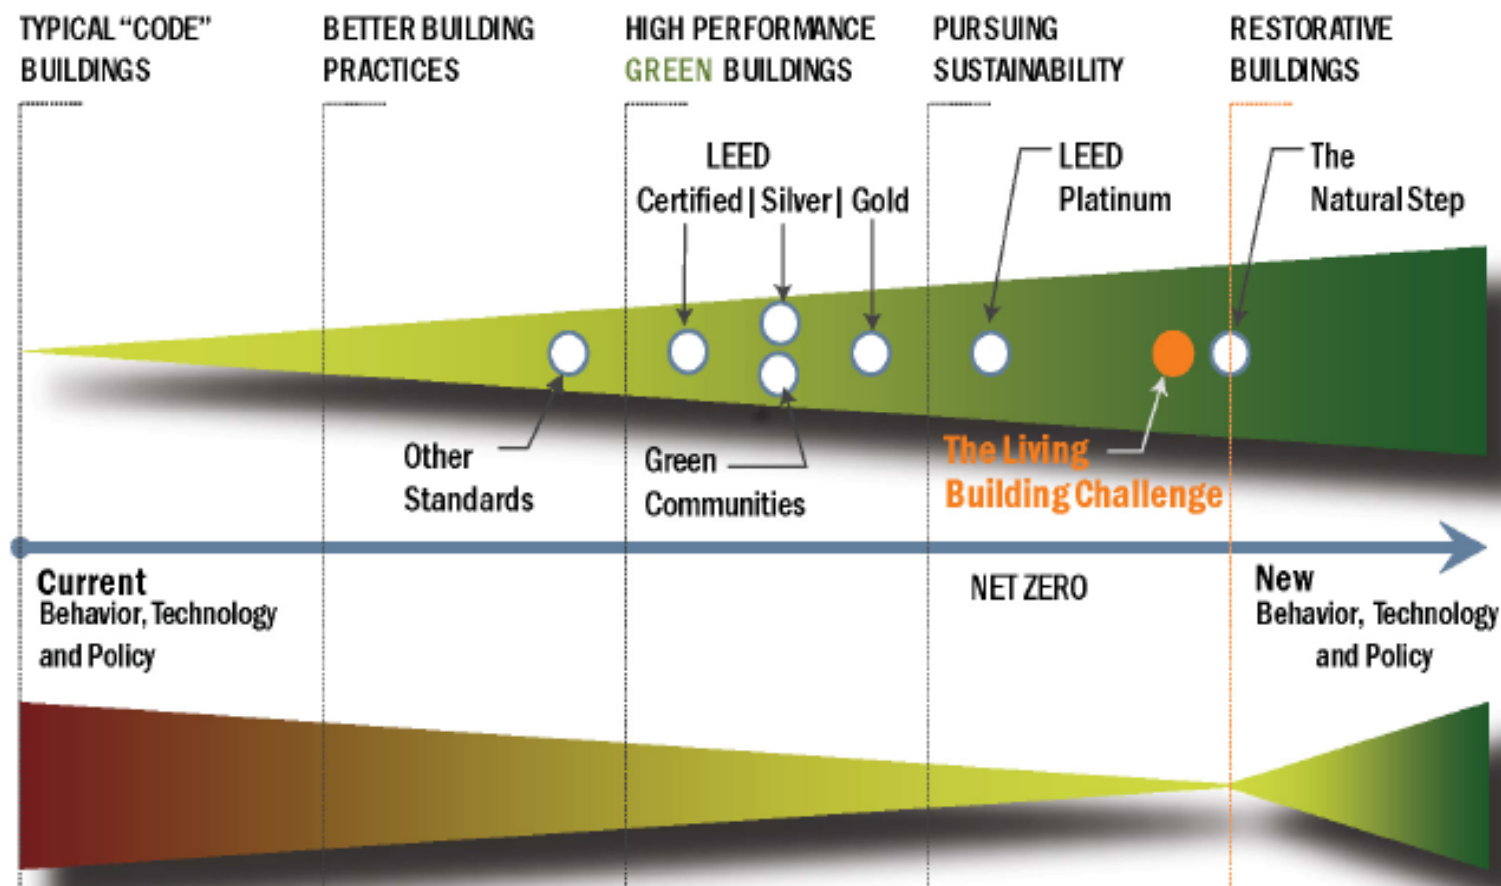 TYPICAL “CODE”
BUILDINGS
BETTER BUILDING
PRACTICES
HIGH PERFORMANCE
GREEN BUILDINGS
PURSUING
SUSTAINABILITY
RESTORATIVE
BUILDINGS
LEED
Certified | Silver | Gold
LEED
Platinum
The
Natural Step
Other
Standards
Green
Communities
The Living
Building Challenge
Current
Behavior, Technology
and Policy
NET ZERO
New
Behavior, Technology
and Policy